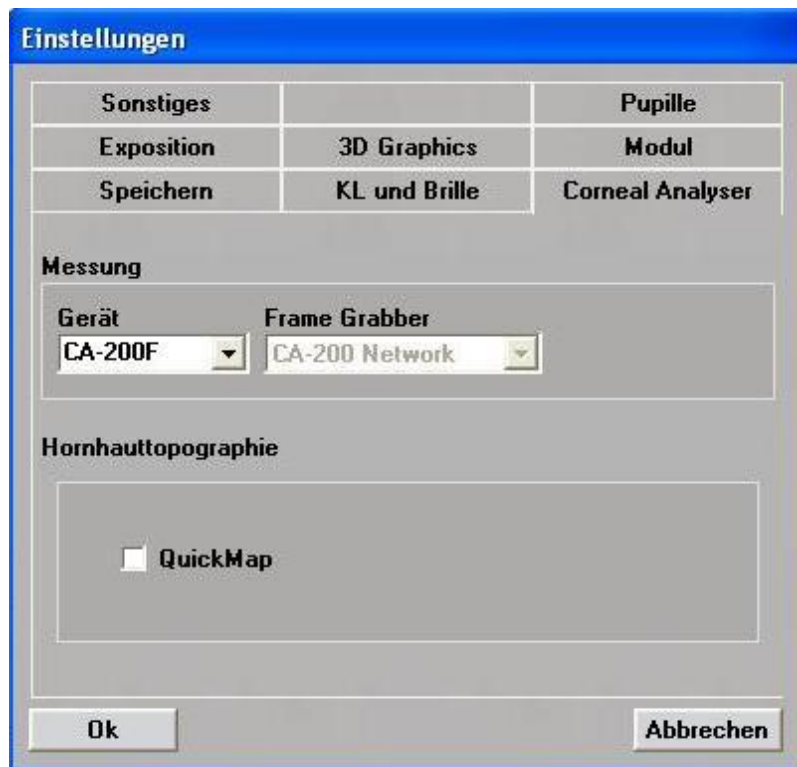 Einstellungen
Sonstiges Pupille
Exposition 3D Graphics Modul
Speichern KL und Brille Corneal Analyser
Messung
Gerät Frame Grabber
CA-200F CA-200 Network
Hornhauttopographie
QuickMap
Ok Abbrechen